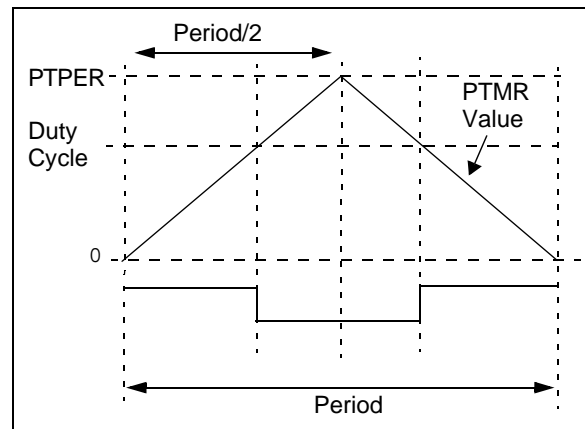 Period/2
PTPER
PTMR
Value
Duty
Cycle
0
Period